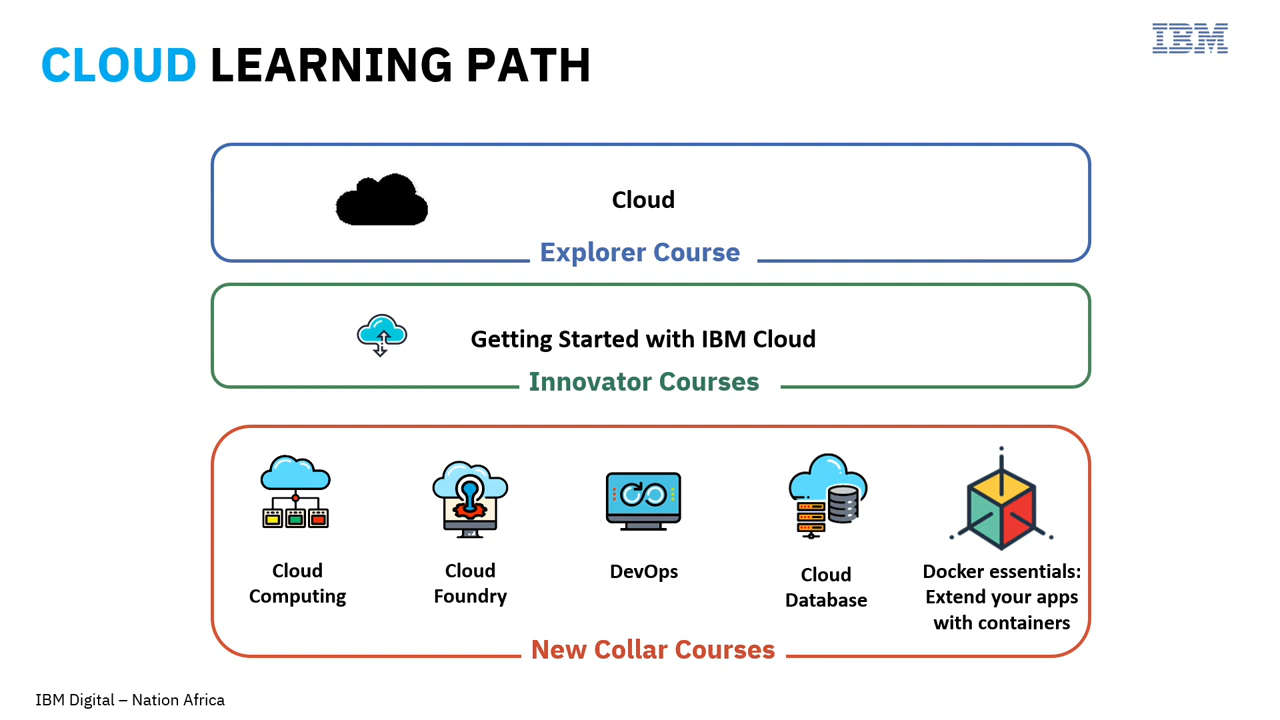 CLOUD LEARNING PATH
IBM
Cloud
Explorer Course
Getting Started with IBM Cloud
Innovator Courses
Cloud
Computing
Cloud
Foundry
DevOps
Cloud
Database
Docker essentials:
Extend your apps
with containers
New Collar Courses
IBM Digital – Nation Africa